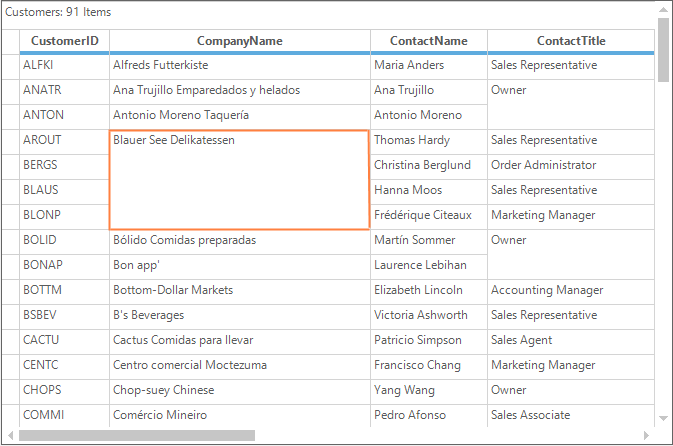 Customers: 91 Items
CustomerID CompanyName ContactName ContactTitle
ALFKI Alfreds Futterkiste Maria Anders Sales Representative
ANATR Ana Trujillo Emparedados y helados Ana Trujillo Owner
ANTON Antonio Moreno Taquería Antonio Moreno
AROUT Blauer See Delikatessen Thomas Hardy Sales Representative
BERGS Christina Berglund Order Administrator
BLAUS Hanna Moos Sales Representative
BLONP Frédérique Citeaux Marketing Manager
BOLID Bólido Comidas preparadas Martín Sommer Owner
BONAP Bon app' Laurence Lebihan
BOTTM Bottom-Dollar Markets Elizabeth Lincoln Accounting Manager
BSBEV B's Beverages Victoria Ashworth Sales Representative
CACTU Cactus Comidas para llevar Patricio Simpson Sales Agent
CENTC Centro comercial Moctezuma Francisco Chang Marketing Manager
CHOPS Chop-suey Chinese Yang Wang Owner
COMMI Comércio Mineiro Pedro Afonso Sales Associate